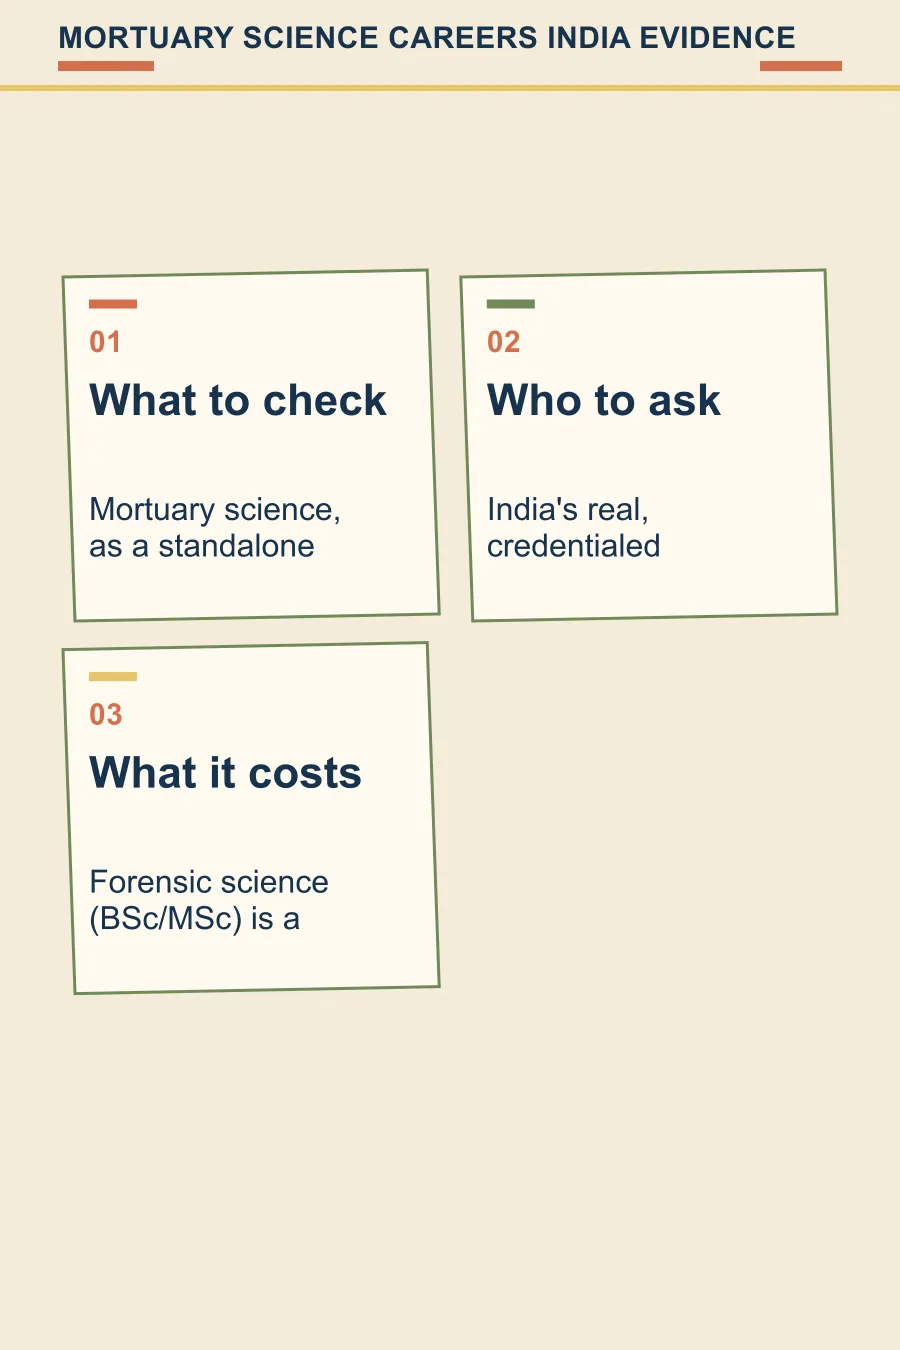 MORTUARY SCIENCE CAREERS INDIA EVIDENCE
01
What to check
Mortuary science,
as a standalone
02
Who to ask
India's real,
credentialed
03
What it costs
Forensic science
(BSc/MSc) is a